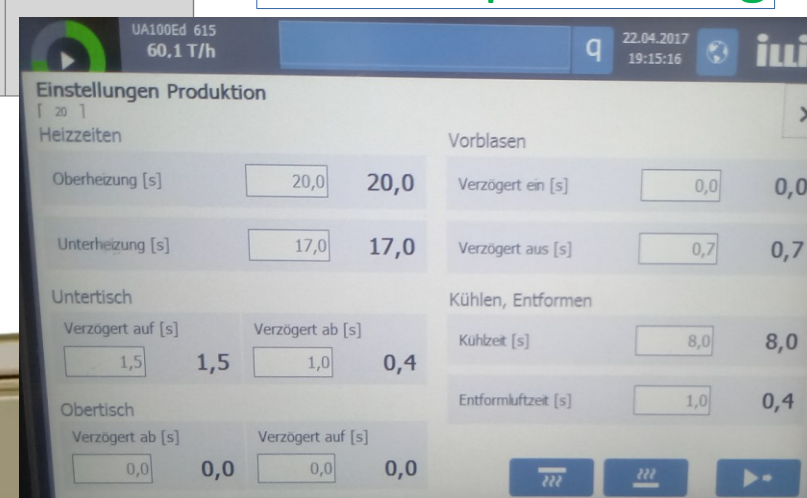 UA100Ed 615
60,1 T/h
q
22.04.2017
19:15:16
illi
Einstellungen Produktion
[ 20 ]
Heizzeiten
Oberheizung [s] 20,0 20,0
Unterheizung [s] 17,0 17,0
Untertisch
Verzögert auf [s] Verzögert ab [s]
1,5 1,5 1,0 0,4
Obertisch
Verzögert ab [s] Verzögert auf [s]
0,0 0,0 0,0 0,0
Vorblasen
Verzögert ein [s] 0,0 0,0
Verzögert aus [s] 0,7 0,7
Kühlen, Entformen
Kühlzeit [s] 8,0 8,0
Entformluftzeit [s] 1,0 0,4